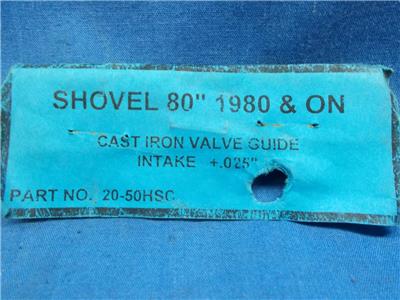 SHOVEL 80" 1980 & ON
CAST IRON VALVE GUIDE
INTAKE +.025"
PART NO. 20-50HSC